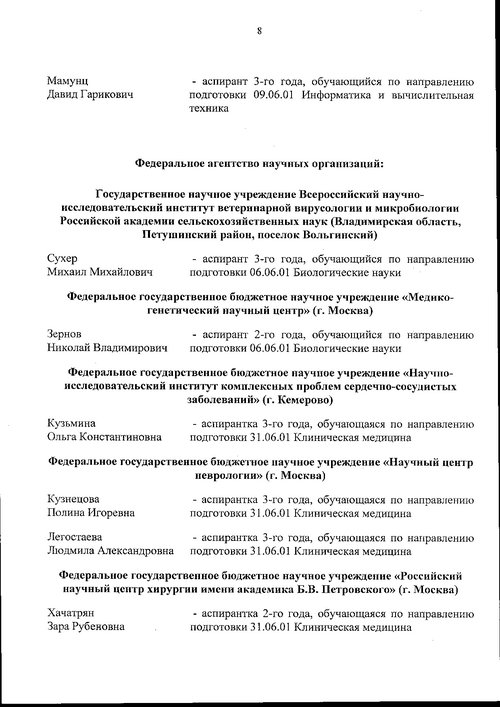 8
Мамунц - аспирант 3-го года, обучающийся по направлению
Давид Гарикович подготовки 09.06.01 Информатика и вычислительная
техника
Федеральное агентство научных организаций:
Государственное научное учреждение Всероссийский научно-
исследовательский институт ветеринарной вирусологии и микробиологии
Российской академии сельскохозяйственных наук (Владимирская область,
Петушинский район, поселок Вольгинский)
Сухер - аспирант 3-го года, обучающийся по направлению
Михаил Михайлович подготовки 06.06.01 Биологические науки
Федеральное государственное бюджетное научное учреждение «Медико-
генетический научный центр» (г. Москва)
Зернов - аспирант 2-го года, обучающийся по направлению
Николай Владимирович подготовки 06.06.01 Биологические науки
Федеральное государственное бюджетное научное учреждение «Научно-
исследовательский институт комплексных проблем сердечно-сосудистых
заболеваний» (г. Кемерово)
Кузьмина - аспирантка 3-го года, обучающаяся по направлению
Ольга Константиновна подготовки 31.06.01 Клиническая медицина
Федеральное государственное бюджетное научное учреждение «Научный центр
неврологии» (г. Москва)
Кузнецова - аспирантка 3-го года, обучающаяся по направлению
Полина Игоревна подготовки 31.06.01 Клиническая медицина
Легостаева - аспирантка 3-го года, обучающаяся по направлению
Людмила Александровна подготовки 31.06.01 Клиническая медицина
Федеральное государственное бюджетное научное учреждение «Российский
научный центр хирургии имени академика Б.В. Петровского» (г. Москва)
Хачатрян - аспирантка 2-го года, обучающаяся по направлению
Зара Рубеновна подготовки 31.06.01 Клиническая медицина